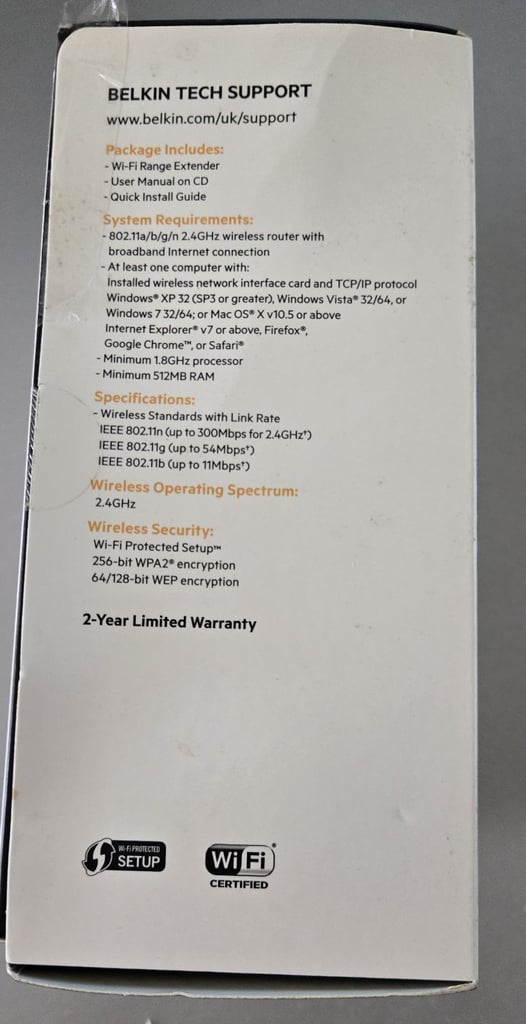 BELKIN TECH SUPPORT
www.belkin.com/uk/support
Package Includes:
- Wi-Fi Range Extender
- User Manual on CD
- Quick Install Guide
System Requirements:
- 802.11a/b/g/n 2.4GHz wireless router with
broadband Internet connection
- At least one computer with:
Installed wireless network interface card and TCP/IP protocol
Windows® XP 32 (SP3 or greater), Windows Vista® 32/64, or
Windows 7 32/64; or Mac OS® X v10.5 or above
Internet Explorer® v7 or above, Firefox®,
Google Chrome™, or Safari®
- Minimum 1.8GHz processor
- Minimum 512MB RAM
Specifications:
- Wireless Standards with Link Rate
IEEE 802.11n (up to 300Mbps for 2.4GHz†)
IEEE 802.11g (up to 54Mbps†)
IEEE 802.11b (up to 11Mbps†)
Wireless Operating Spectrum:
2.4GHz
Wireless Security:
Wi-Fi Protected Setup™
256-bit WPA2® encryption
64/128-bit WEP encryption
2-Year Limited Warranty
Wi-Fi PROTECTED
SETUP
Wi Fi®
CERTIFIED